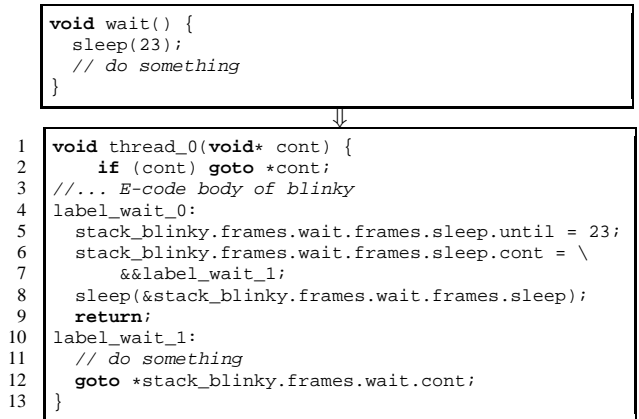 void wait() {
sleep(23);
// do something
}
⇓
1 void thread_0(void* cont) {
2 if (cont) goto *cont;
3 //... E-code body of blinky
4 label_wait_0:
5 stack_blinky.frames.wait.frames.sleep.until = 23;
6 stack_blinky.frames.wait.frames.sleep.cont = \
7 &&label_wait_1;
8 sleep(&stack_blinky.frames.wait.frames.sleep);
9 return;
10 label_wait_1:
11 // do something
12 goto *stack_blinky.frames.wait.cont;
13 }